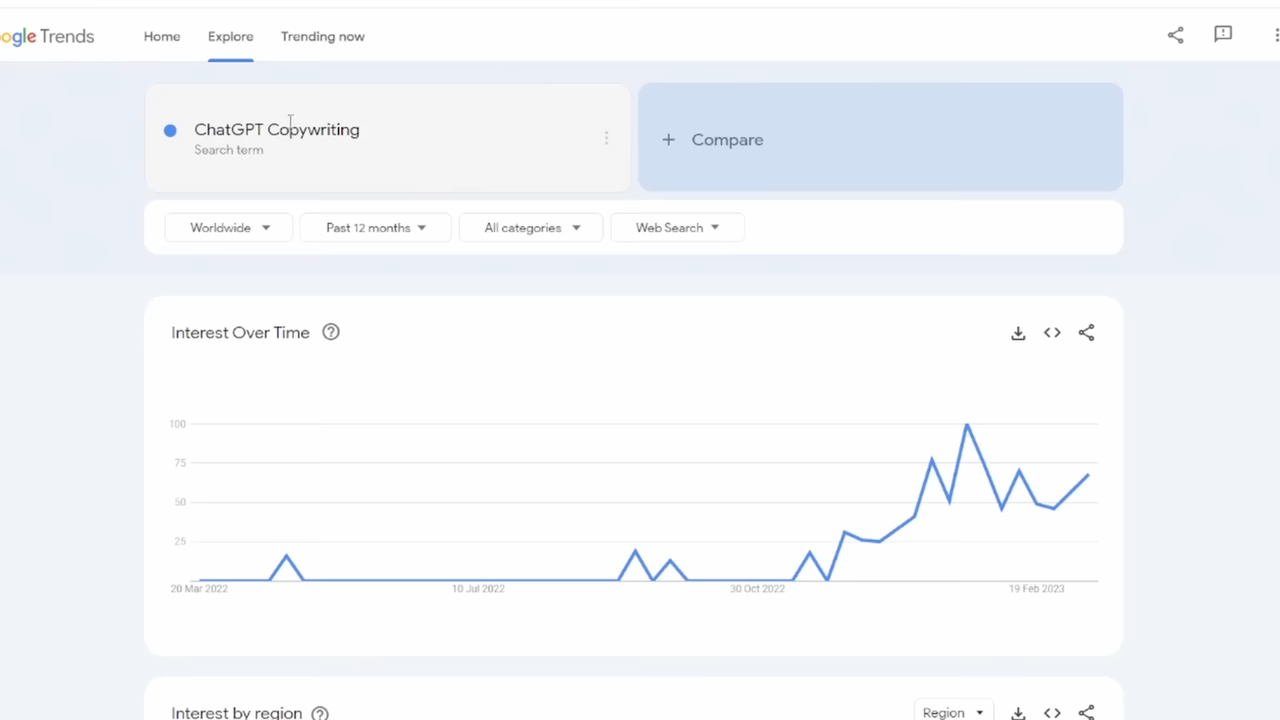 ogle Trends
Home
Explore
Trending now
ChatGPT Copywriting
Search term
+ Compare
Worldwide
Past 12 months
All categories
Web Search
Interest Over Time
100
75
50
25
20 Mar 2022
10 Jul 2022
30 Oct 2022
19 Feb 2023
Interest by region
Region